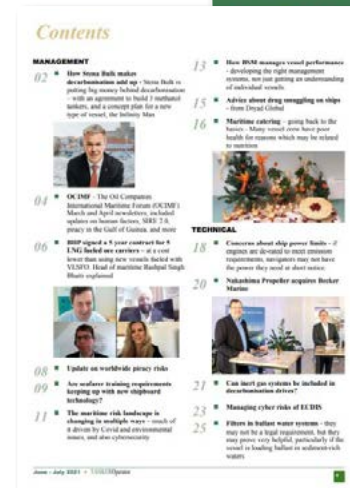 Contents
MANAGEMENT
02 How Stena Bulk makes
decarbonisation add up - Stena Bulk is
putting big money behind decarbonisation
- with an agreement to build 3 methanol
tankers, and a concept plan for a new
type of vessel, the Infinity Max
04 OCIMF - The Oil Companies
International Maritime Forum (OCIMF)
March and April newsletters, included
updates on human factors, SIRE 2.0,
piracy in the Gulf of Guinea, and more
06 BHP signed a 5 year contract for 5
LNG fueled ore carriers - at a cost
lower than using new vessels fueled with
VLSFO. Head of maritime Rashpal Singh
Bhatti explained
08 Update on worldwide piracy risks
09 Are seafarer training requirements
keeping up with new shipboard
technology?
11 The maritime risk landscape is
changing in multiple ways - much of
it driven by Covid and environmental
issues, and also cybersecurity
13 How BSM manages vessel performance
- developing the right management
systems, not just getting an understanding
of individual vessels
15 Advice about drug smuggling on ships
- from Dryad Global
16 Maritime catering - going back to the
basics - Many vessel crew have poor
health for reasons which may be related
to nutrition
TECHNICAL
18 Concerns about ship power limits - if
engines are de-rated to meet emission
requirements, navigators may not have
the power they need at short notice
20 Nakashima Propeller acquires Becker
Marine
21 Can inert gas systems be included in
decarbonisation drives?
23 Managing cyber risks of ECDIS
25 Filters in ballast water systems - they
may not be a legal requirement, but they
may prove very helpful, particularly if the
vessel is loading ballast in sediment-rich
waters
June - July 2021 • TANKEROperator